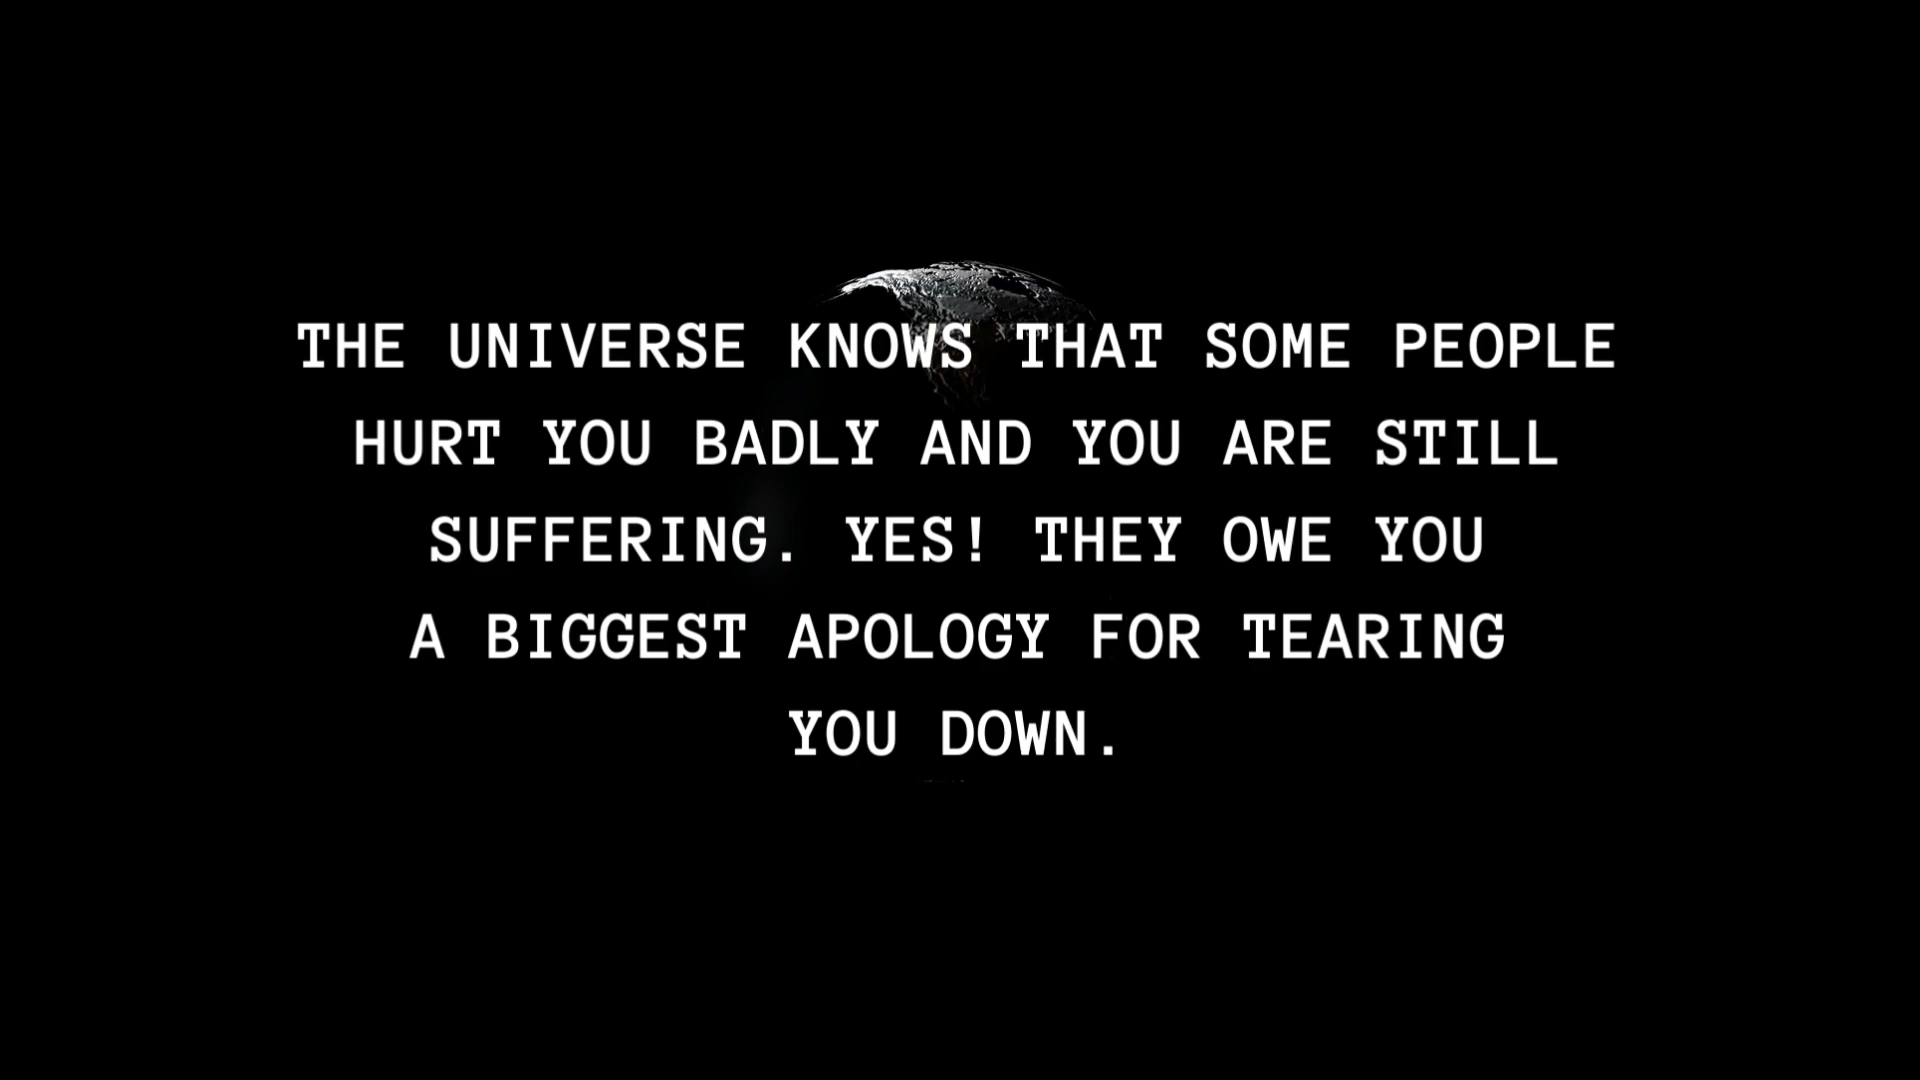 THE UNIVERSE KNOWS THAT SOME PEOPLE
HURT YOU BADLY AND YOU ARE STILL
SUFFERING. YES! THEY OWE YOU
A BIGGEST APOLOGY FOR TEARING
YOU DOWN.